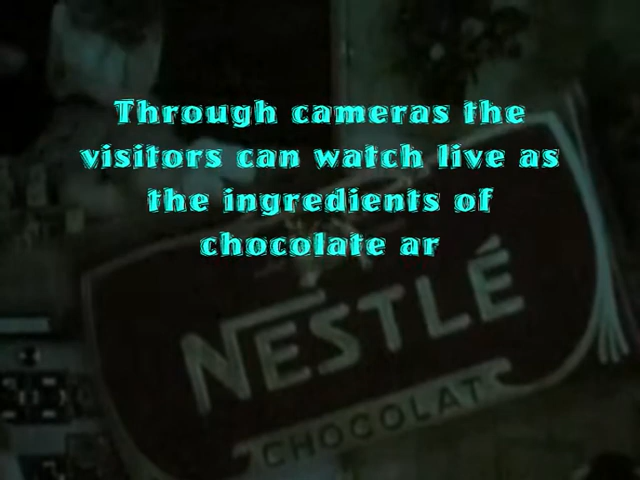 Through cameras the
visitors can watch live as
the ingredients of
chocolate ar
NESTLÉ
CHOCOLAT